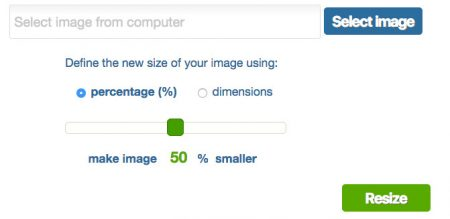 Select image from computer Select image
Define the new size of your image using:
percentage (%) dimensions
make image 50 % smaller
Resize